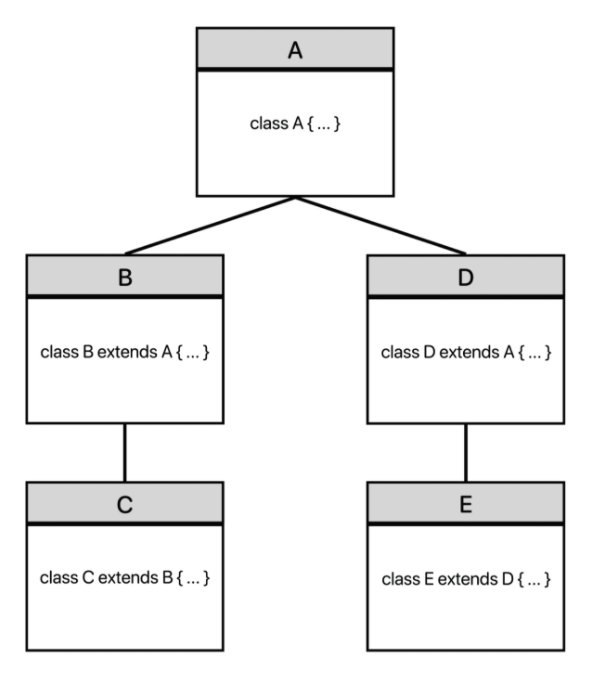 A
class A { ... }
B
class B extends A { ... }
D
class D extends A { ... }
C
class C extends B { ... }
E
class E extends D { ... }